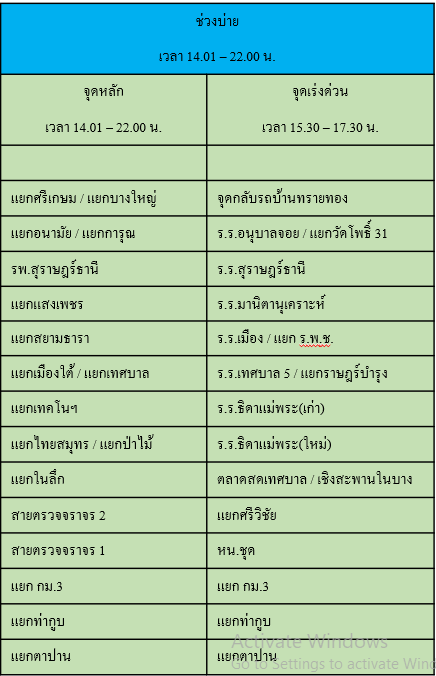 ช่วงบ่าย
เวลา 14.01 – 22.00 น.
จุดหลัก
เวลา 14.01 – 22.00 น.
จุดเร่งด่วน
เวลา 15.30 – 17.30 น.
แยกศรีเกษม / แยกบางใหญ่
จุดกลับรถบ้านทรายทอง
แยกอนามัย / แยกการุณ
ร.ร.อนุบาลจอย / แยกวัดโพธิ์ 31
รพ.สุราษฎร์ธานี
ร.ร.สุราษฎร์ธานี
แยกแสงเพชร
ร.ร.มานิตานุเคราะห์
แยกสยามธารา
ร.ร.เมือง / แยก ร.พ.ช.
แยกเมืองใต้ / แยกเทศบาล
ร.ร.เทศบาล 5 / แยกราษฎร์บำรุง
แยกเทคโนฯ
ร.ร.ธิดาแม่พระ(เก่า)
แยกไทยสมุทร / แยกป่าไม้
ร.ร.ธิดาแม่พระ(ใหม่)
แยกในลึก
ตลาดสดเทศบาล / เชิงสะพานในบาง
สายตรวจจราจร 2
แยกศรีวิชัย
สายตรวจจราจร 1
หน.ชุด
แยก กม.3
แยก กม.3
แยกท่ากูบ
แยกท่ากูบ
แยกตาปาน
แยกตาปาน
Activate Windows
Go to Settings to activate Win